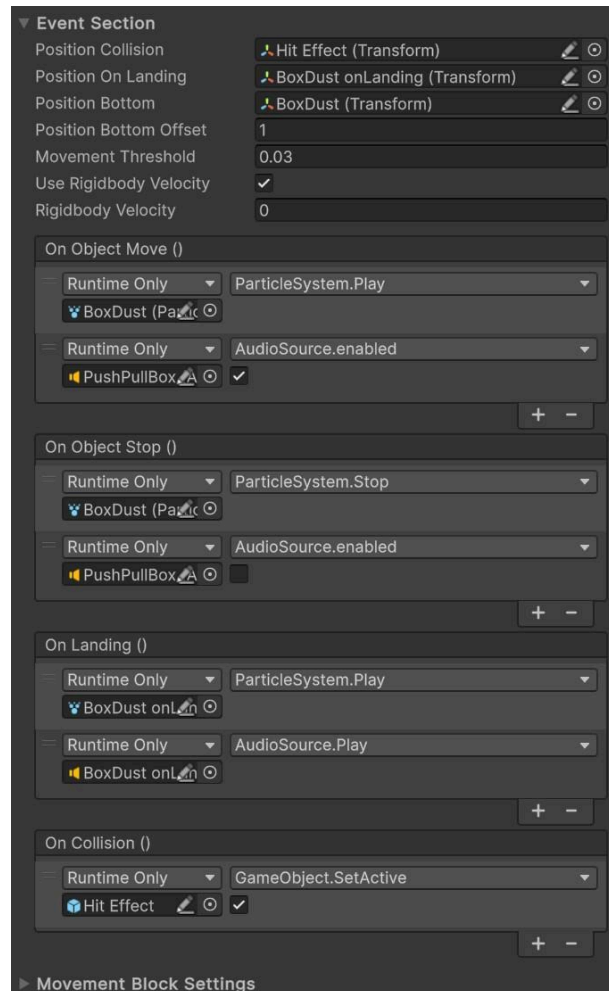 Event Section
Position Collision Hit Effect (Transform)
Position On Landing BoxDust onLanding (Transform)
Position Bottom BoxDust (Transform)
Position Bottom Offset 1
Movement Threshold 0.03
Use Rigidbody Velocity
Rigidbody Velocity 0
On Object Move ()
Runtime Only ParticleSystem.Play
BoxDust
Runtime Only AudioSource.enabled
PushPullBox
+ −
On Object Stop ()
Runtime Only ParticleSystem.Stop
BoxDust
Runtime Only AudioSource.enabled
PushPullBox
+ −
On Landing ()
Runtime Only ParticleSystem.Play
BoxDust
Runtime Only AudioSource.Play
BoxDust
+ −
On Collision ()
Runtime Only GameObject.SetActive
Hit Effect
+ −
Movement Block Settings